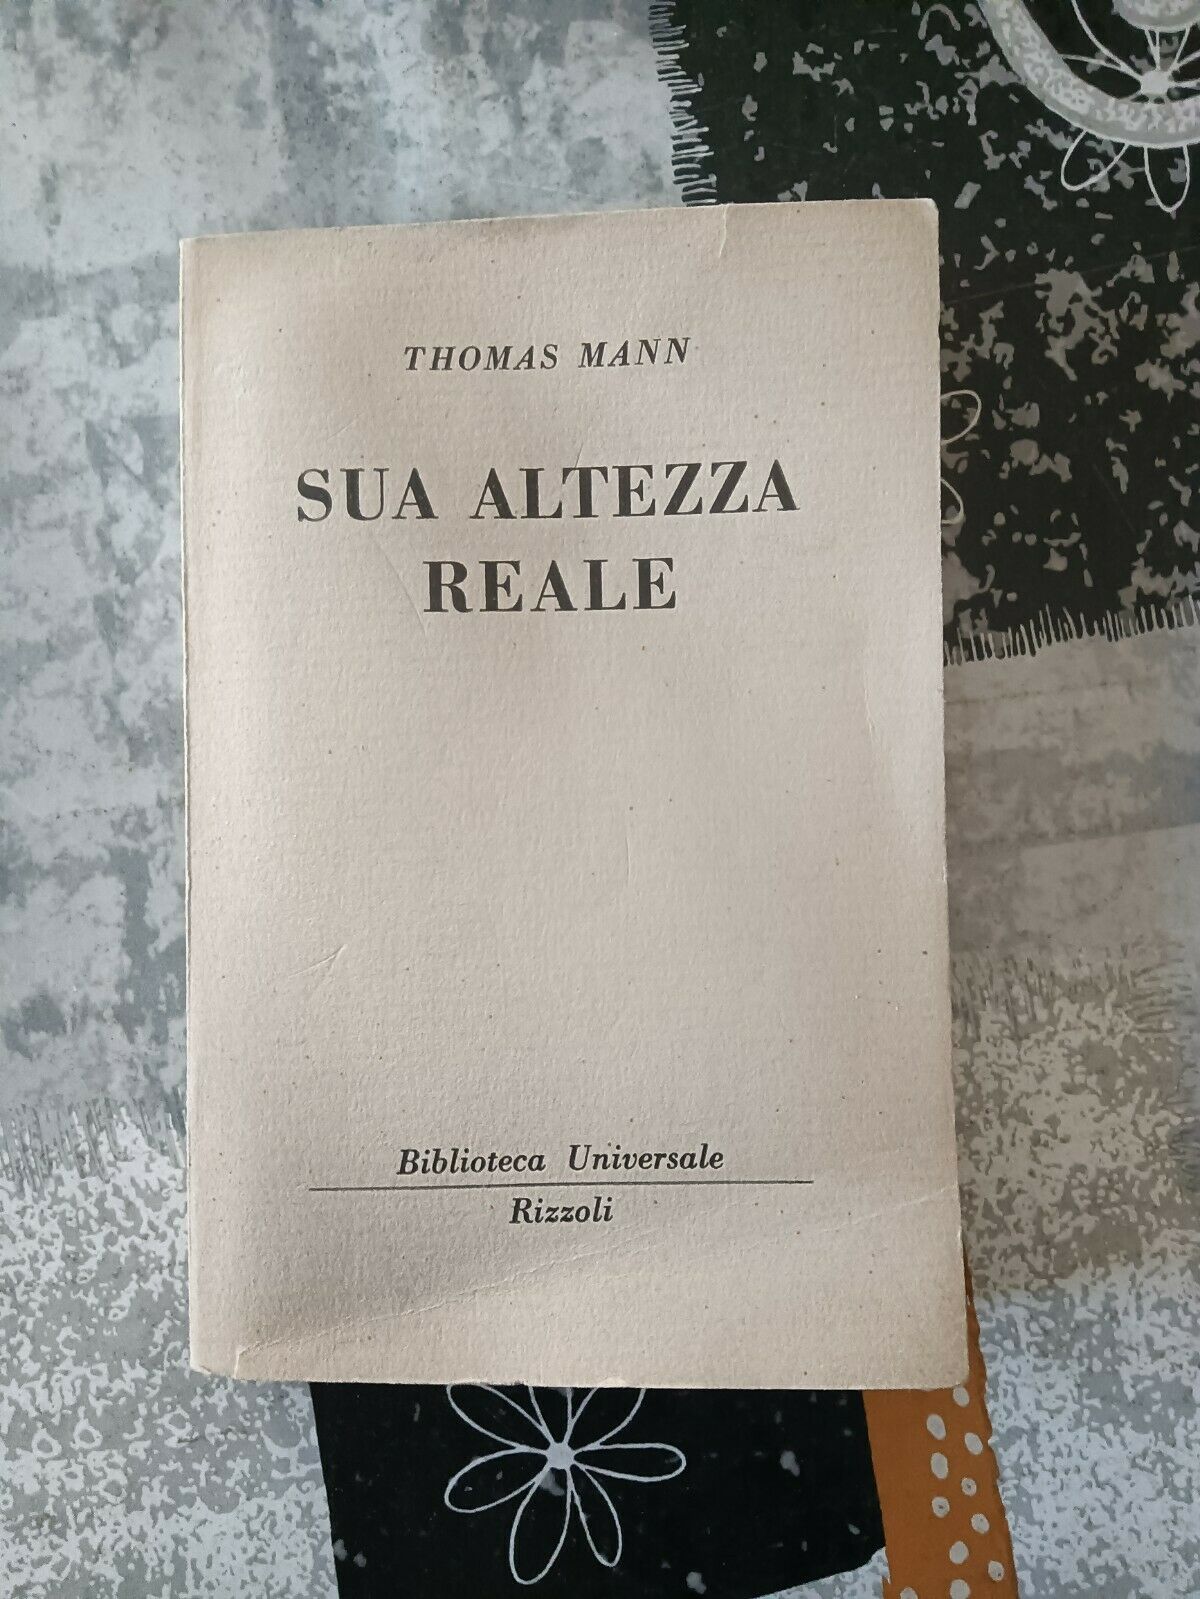 THOMAS MANN
SUA ALTEZZA
REALE
Biblioteca Universale
Rizzoli